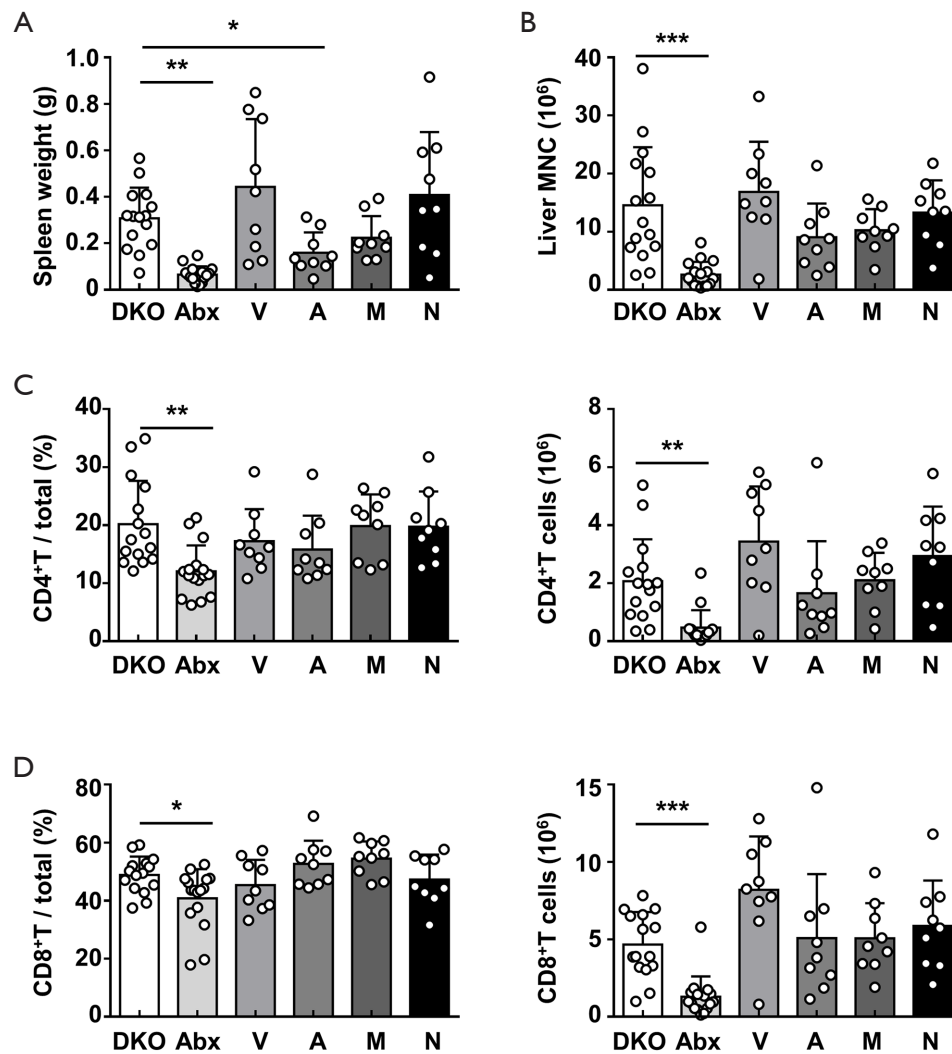 A
*
**
Spleen weight (g)
1.0
0.8
0.6
0.4
0.2
0
DKO Abx V A M N
B
***
Liver MNC (10⁶)
40
30
20
10
0
DKO Abx V A M N
C
**
CD4⁺T / total (%)
40
30
20
10
0
DKO Abx V A M N
**
CD4⁺T cells (10⁶)
8
6
4
2
0
DKO Abx V A M N
D
*
CD8⁺T / total (%)
80
60
40
20
0
DKO Abx V A M N
***
CD8⁺T cells (10⁶)
15
10
5
0
DKO Abx V A M N